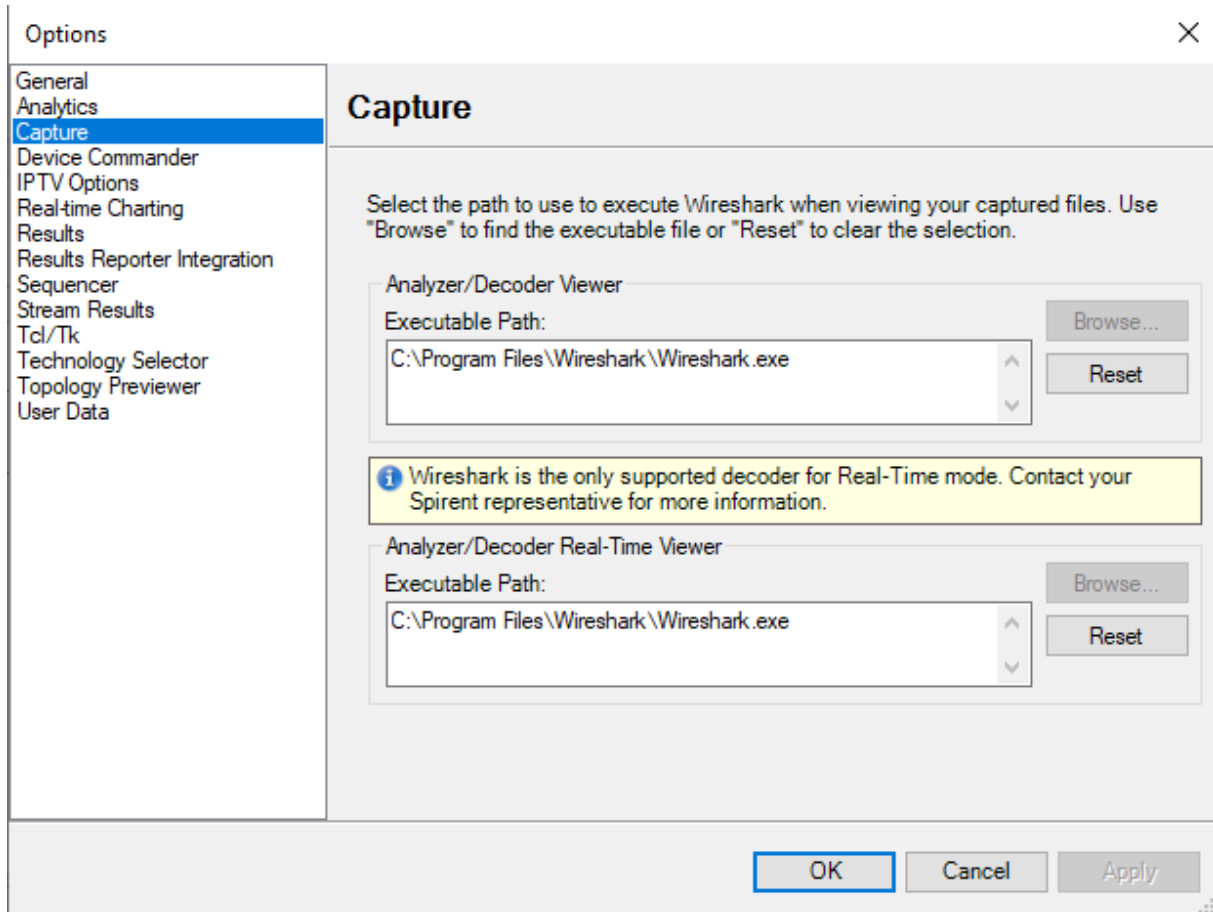 Options
General
Analytics
Capture
Device Commander
IPTV Options
Real-time Charting
Results
Results Reporter Integration
Sequencer
Stream Results
Tcl/Tk
Technology Selector
Topology Previewer
User Data
Capture
Select the path to use to execute Wireshark when viewing your captured files. Use
"Browse" to find the executable file or "Reset" to clear the selection.
Analyzer/Decoder Viewer
Executable Path:
Browse...
C:\Program Files\Wireshark\Wireshark.exe
Reset
Wireshark is the only supported decoder for Real-Time mode. Contact your
Spirent representative for more information.
Analyzer/Decoder Real-Time Viewer
Executable Path:
Browse...
C:\Program Files\Wireshark\Wireshark.exe
Reset
OK
Cancel
Apply